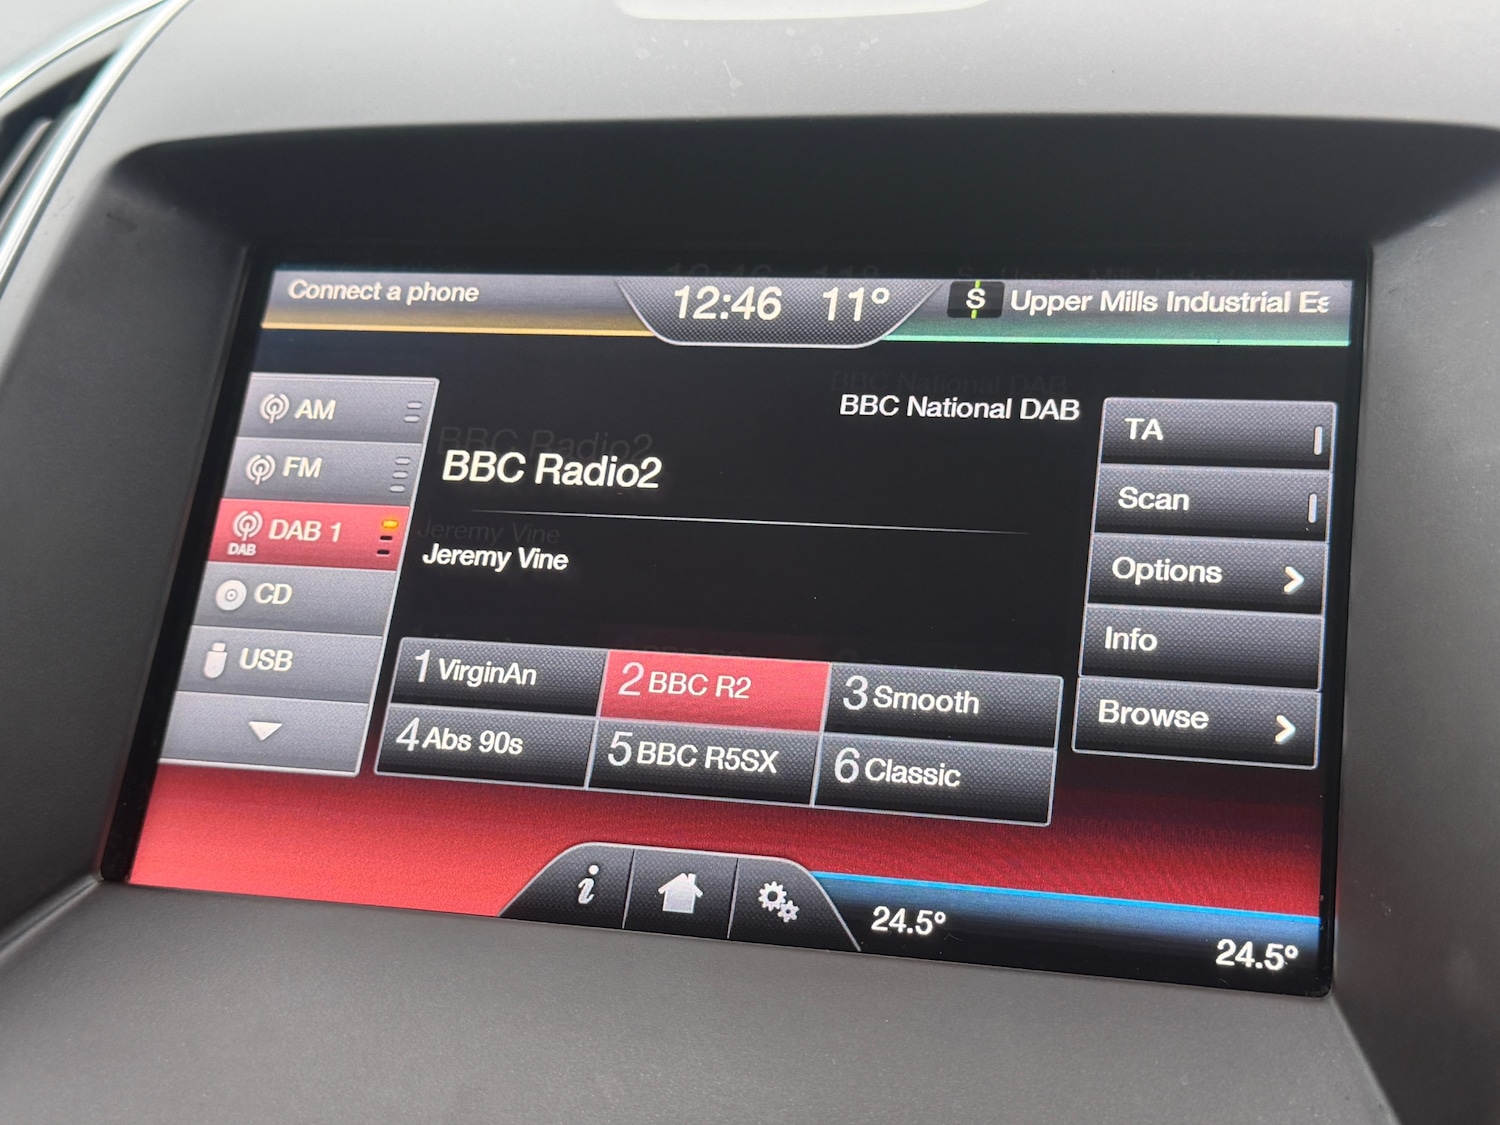 Connect a phone
12:46 11°
S Upper Mills Industrial Es
AM
FM
DAB 1
DAB
CD
USB
BBC National DAB
BBC Radio2
Jeremy Vine
1 VirginAn
2 BBC R2
3 Smooth
4 Abs 90s
5 BBC R5SX
6 Classic
TA
Scan
Options
Info
Browse
i
24.5°
24.5°